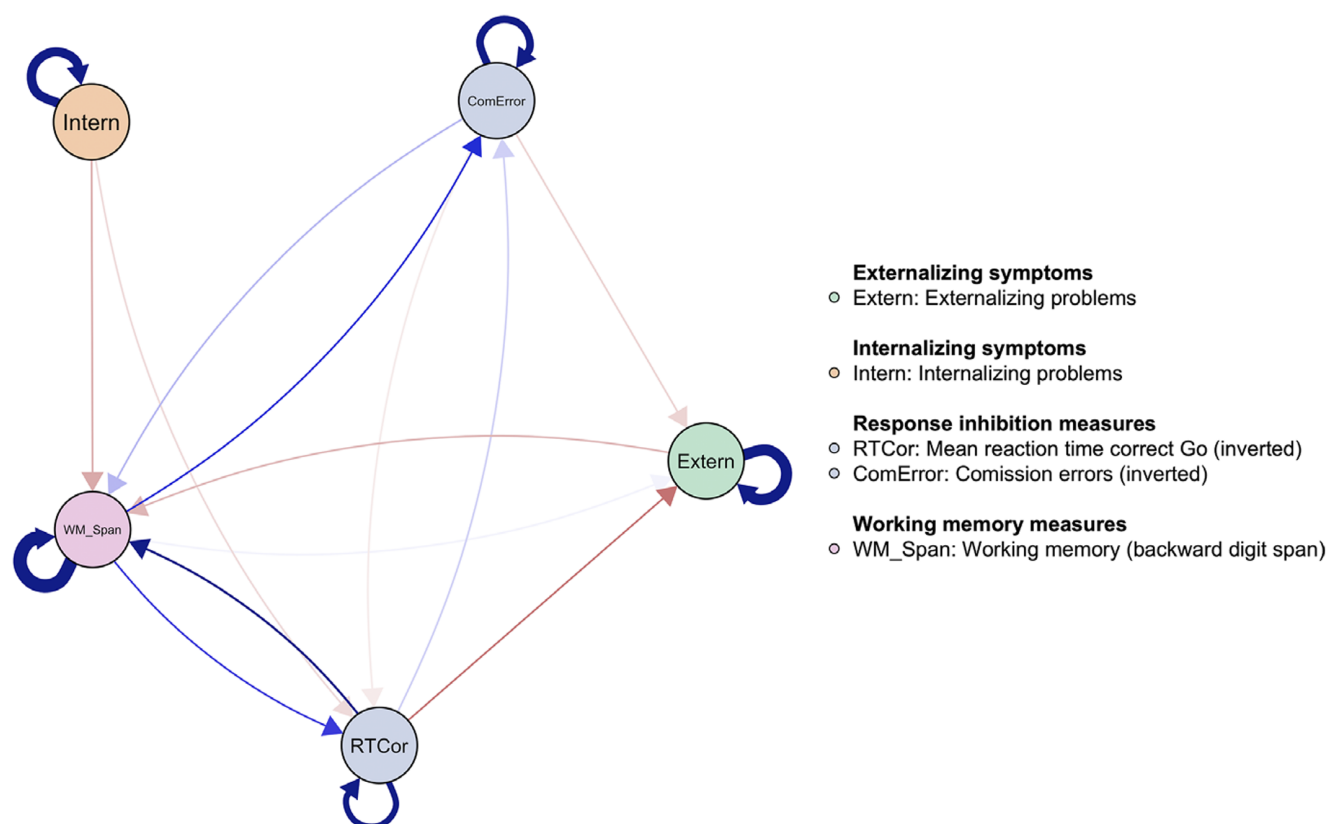 Intern
ComError
Extern
WM_Span
RTCor
Externalizing symptoms
Extern: Externalizing problems
Internalizing symptoms
Intern: Internalizing problems
Response inhibition measures
RTCor: Mean reaction time correct Go (inverted)
ComError: Comission errors (inverted)
Working memory measures
WM_Span: Working memory (backward digit span)